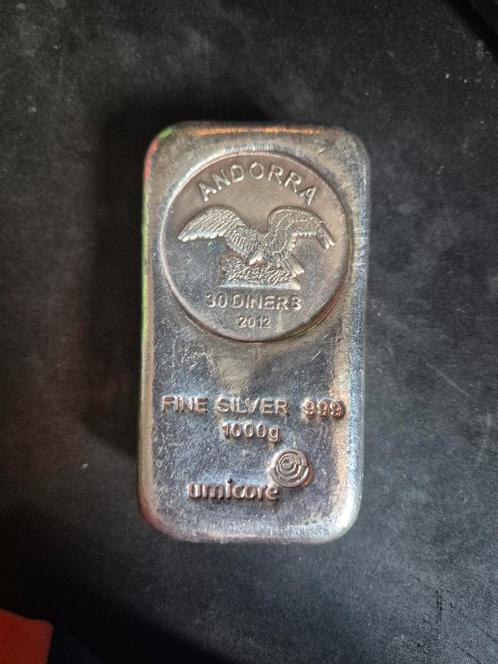 ANDORRA
30 DINERS
2012
FINE SILVER 999
1000g
umicore